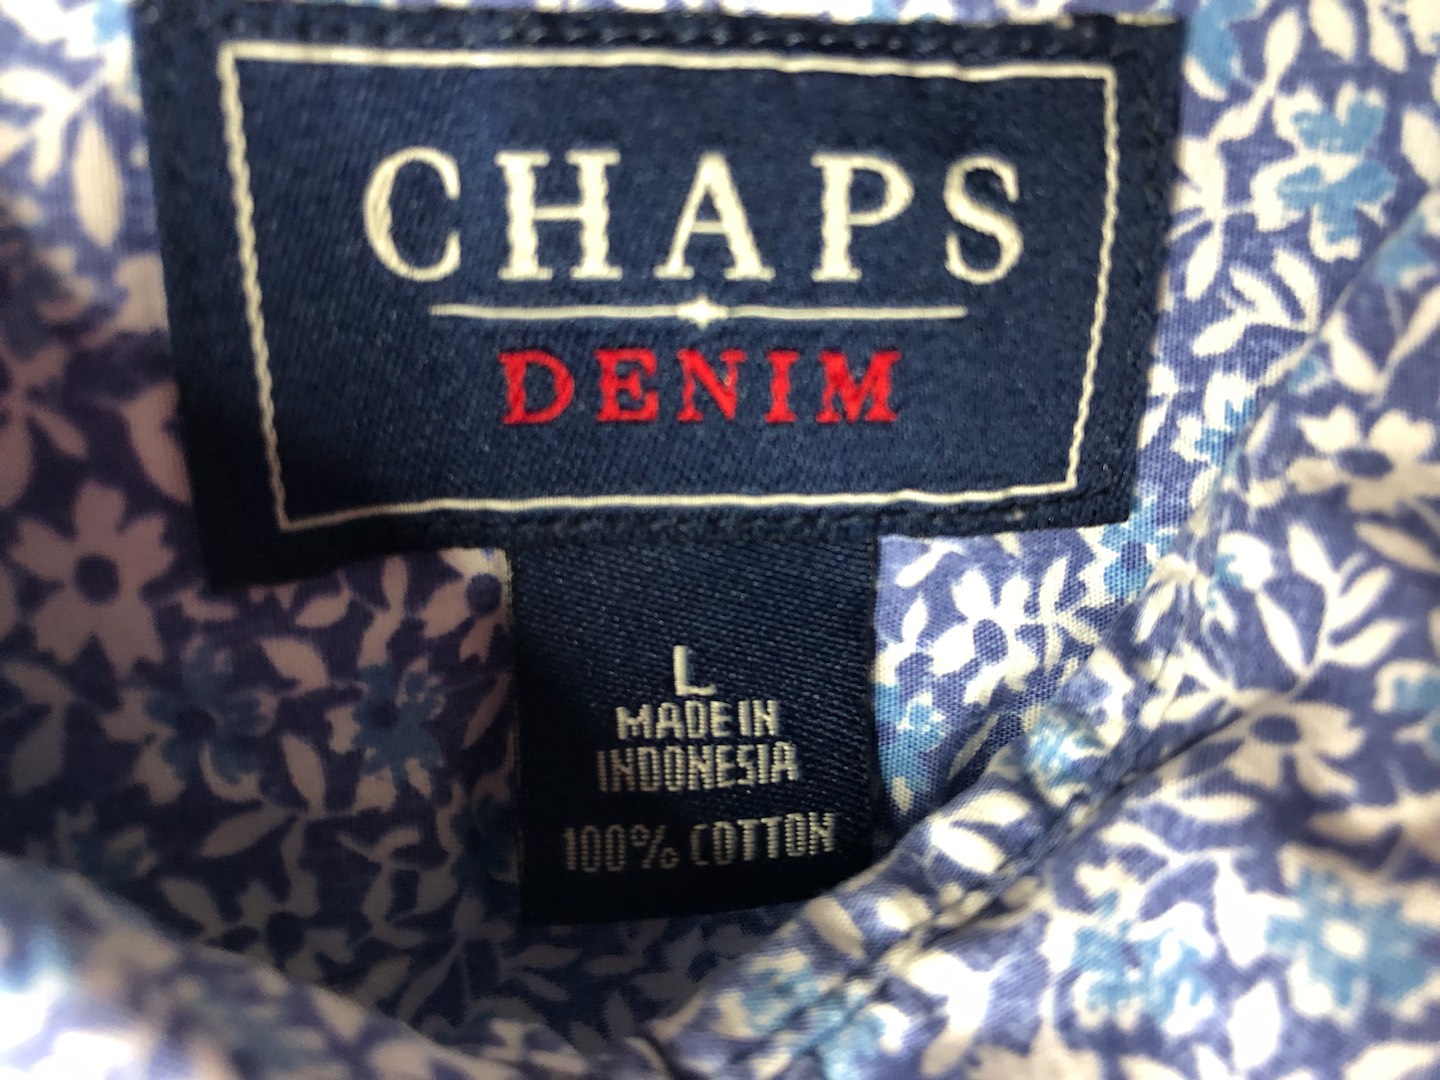 CHAPS
DENIM
L
MADE IN
INDONESIA
100% COTTON